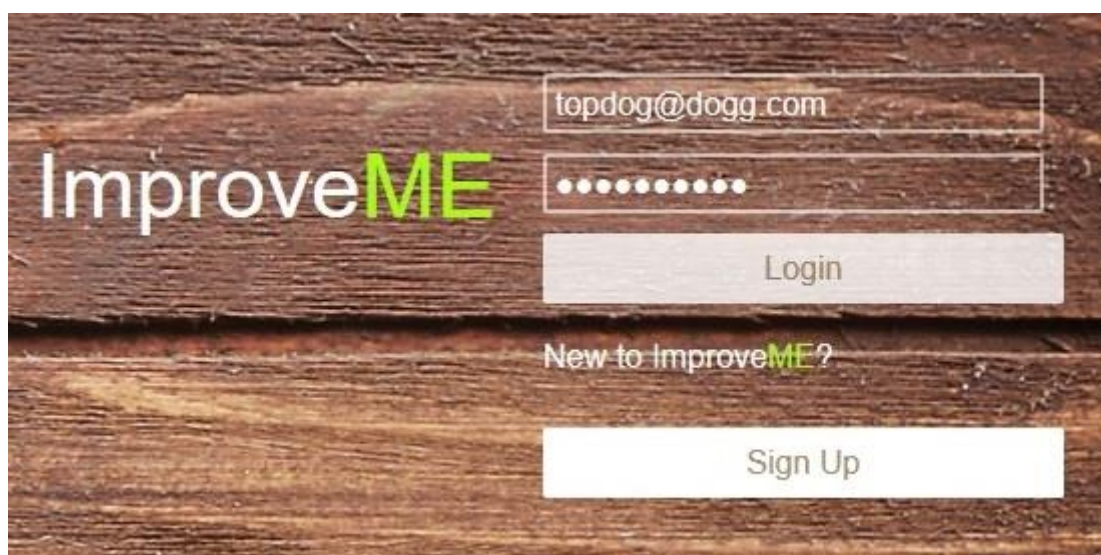 topdog@dogg.com
ImproveME
••••••••••
Login
New to ImproveME?
Sign Up